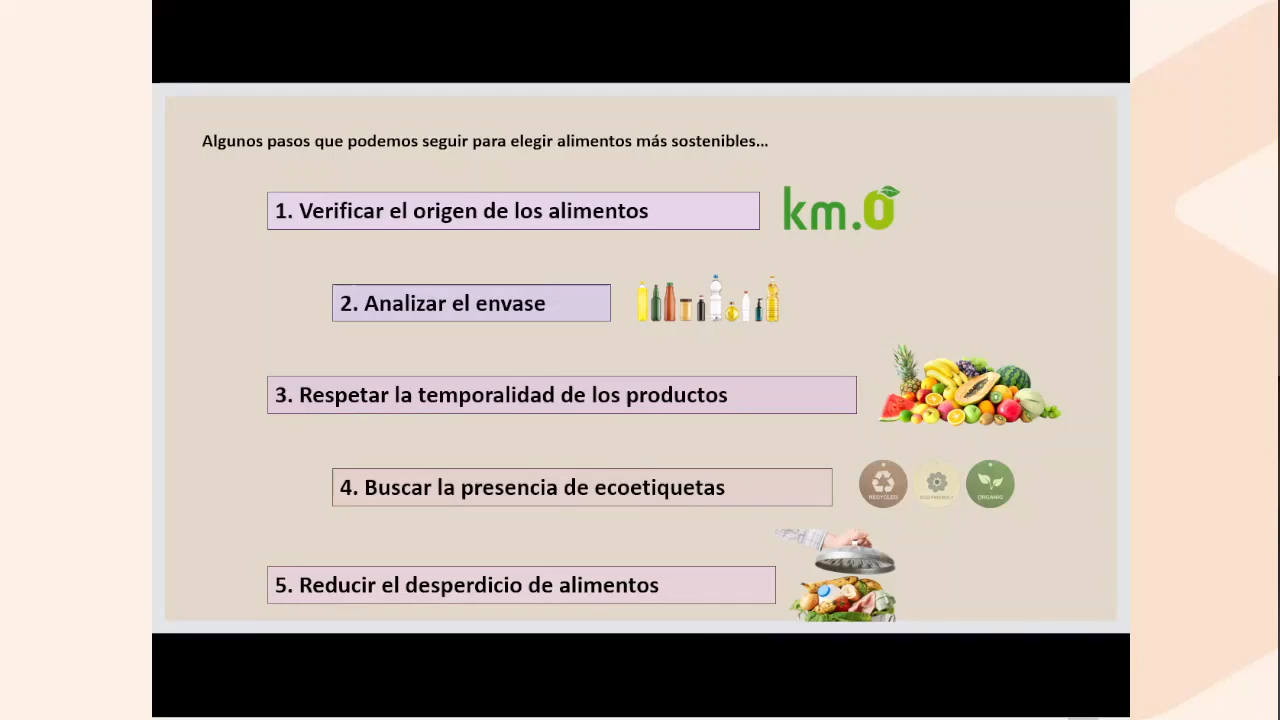 Algunos pasos que podemos seguir para elegir alimentos más sostenibles...
1. Verificar el origen de los alimentos
km.0
2. Analizar el envase
3. Respetar la temporalidad de los productos
4. Buscar la presencia de ecoetiquetas
RECYCLED
ECO FRIENDLY
ORGANIC
5. Reducir el desperdicio de alimentos